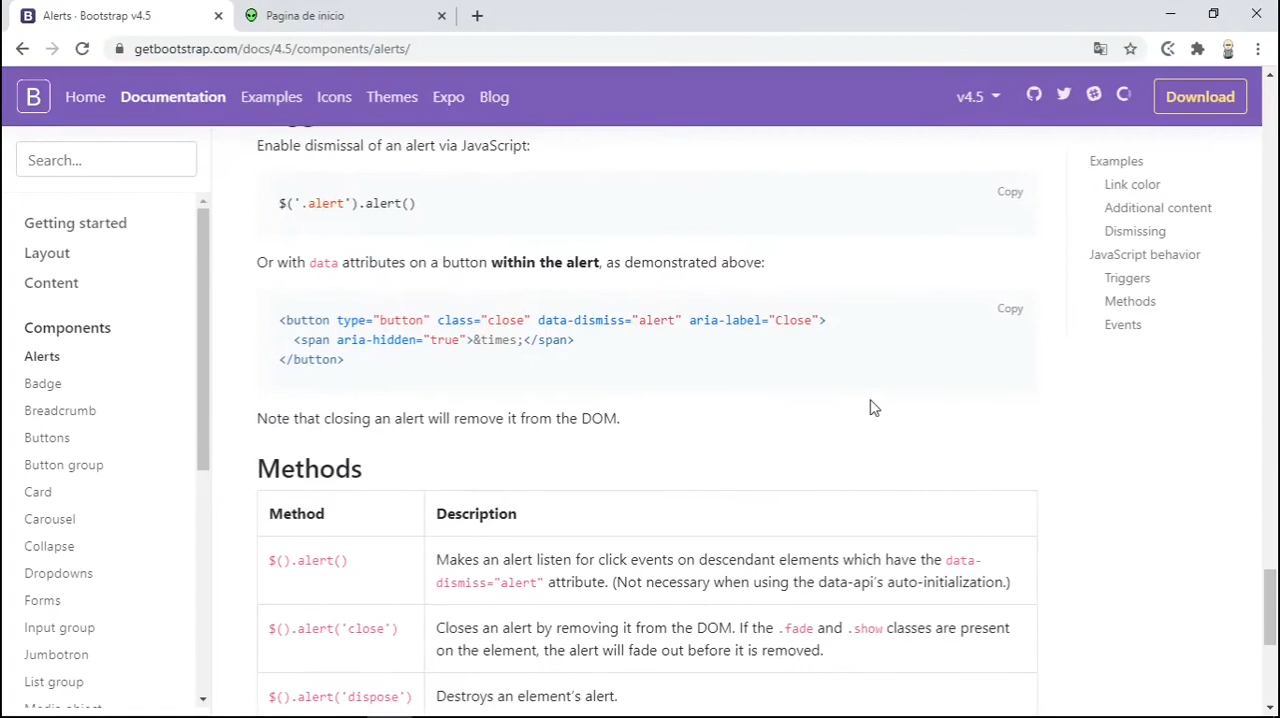 Alerts · Bootstrap v4.5
Pagina de inicio
getbootstrap.com/docs/4.5/components/alerts/
B Home Documentation Examples Icons Themes Expo Blog v4.5 Download
Search...
Getting started
Layout
Content
Components
Alerts
Badge
Breadcrumb
Buttons
Button group
Card
Carousel
Collapse
Dropdowns
Forms
Input group
Jumbotron
List group
Media object
Enable dismissal of an alert via JavaScript:
Copy
$('.alert').alert()
Or with data attributes on a button within the alert, as demonstrated above:
Copy
<button type="button" class="close" data-dismiss="alert" aria-label="Close">
<span aria-hidden="true">&times;</span>
</button>
Note that closing an alert will remove it from the DOM.
Methods
Method Description
$().alert() Makes an alert listen for click events on descendant elements which have the data-
dismiss="alert" attribute. (Not necessary when using the data-api's auto-initialization.)
$().alert('close') Closes an alert by removing it from the DOM. If the .fade and .show classes are present
on the element, the alert will fade out before it is removed.
$().alert('dispose') Destroys an element's alert.
Examples
Link color
Additional content
Dismissing
JavaScript behavior
Triggers
Methods
Events